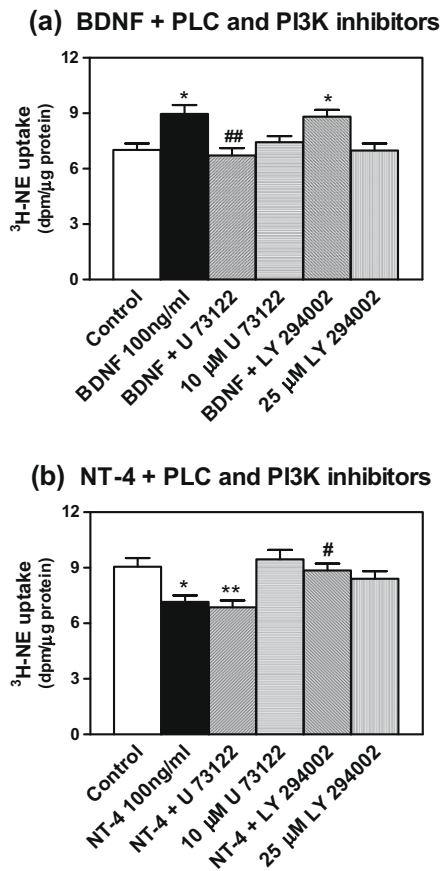 (a) BDNF + PLC and PI3K inhibitors
12
9
6
3
0
³H-NE uptake
(dpm/μg protein)
*
##
*
Control
BDNF 100ng/ml
BDNF + U 73122
10 μM U 73122
BDNF + LY 294002
25 μM LY 294002
(b) NT-4 + PLC and PI3K inhibitors
12
9
6
3
0
³H-NE uptake
(dpm/μg protein)
*
**
#
Control
NT-4 100ng/ml
NT-4 + U 73122
10 μM U 73122
NT-4 + LY 294002
25 μM LY 294002